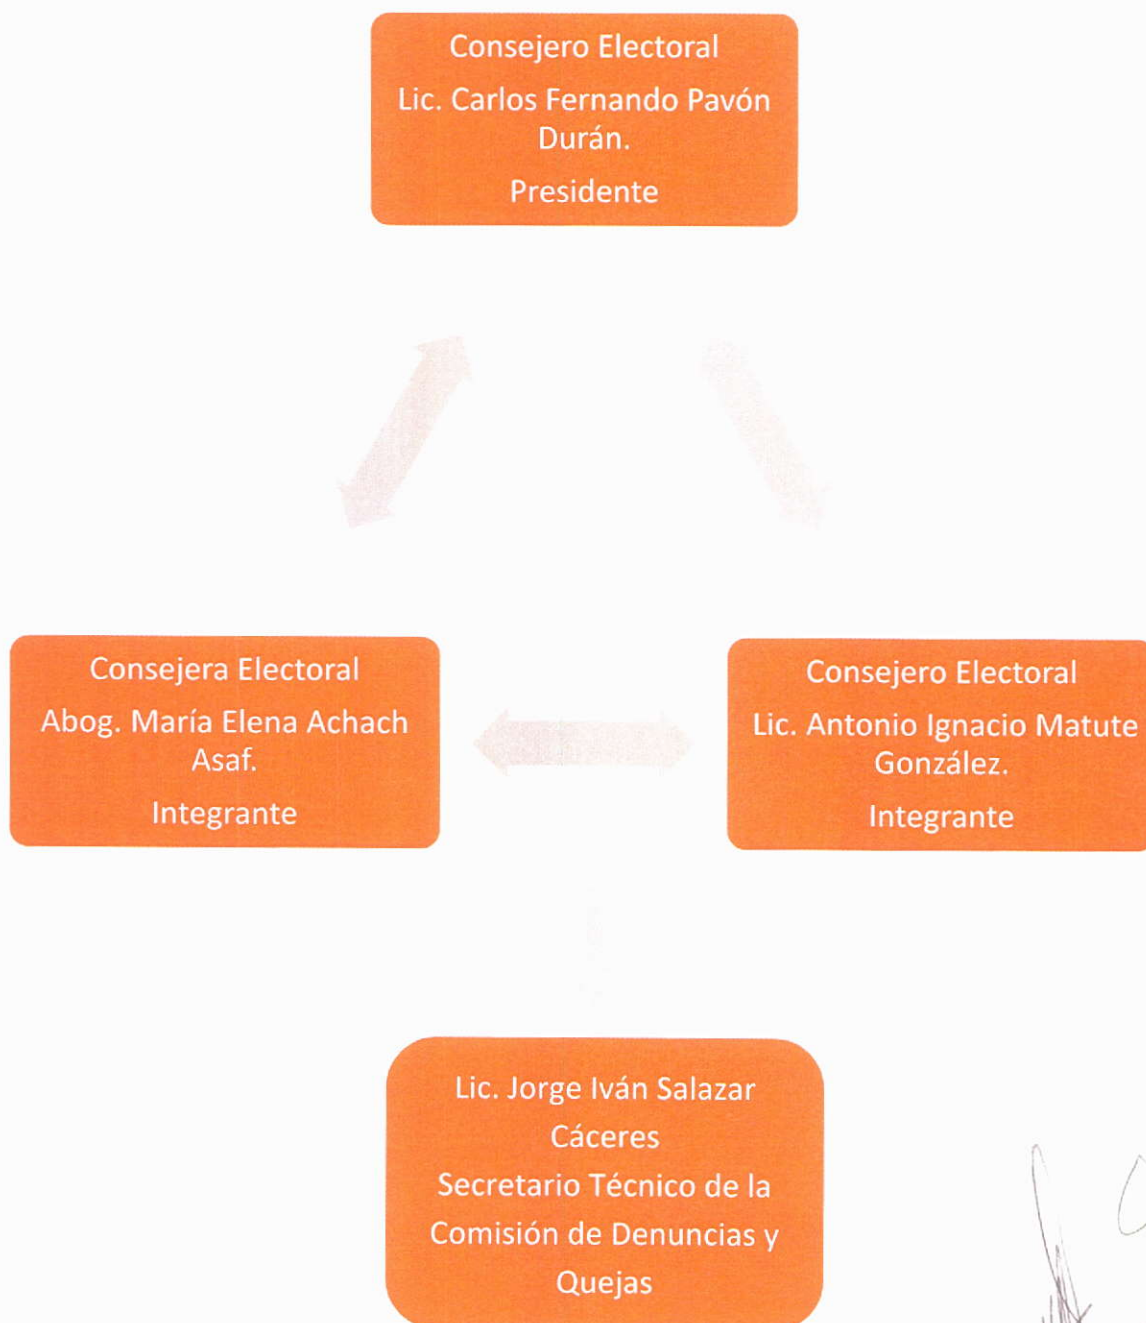 Consejero Electoral
Lic. Carlos Fernando Pavón
Durán.
Presidente
Consejera Electoral
Abog. María Elena Achach
Asaf.
Integrante
Consejero Electoral
Lic. Antonio Ignacio Matute
González.
Integrante
Lic. Jorge Iván Salazar
Cáceres
Secretario Técnico de la
Comisión de Denuncias y
Quejas